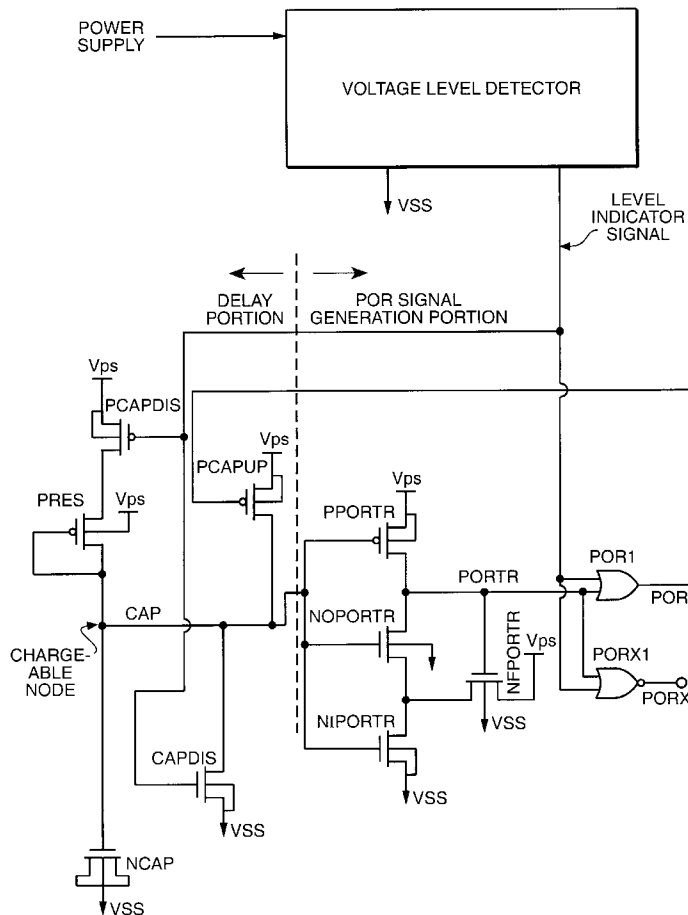 POWER
SUPPLY
VOLTAGE LEVEL DETECTOR
VSS
LEVEL
INDICATOR
SIGNAL
DELAY
PORTION
POR SIGNAL
GENERATION PORTION
Vps
PCAPDIS
Vps
PCAPUP
Vps
PRES
Vps
PPORTR
PORTR
POR1
POR
NOPORTR
NFPORTR
Vps
CAP
CHARGE-
ABLE
NODE
PORX1
PORX
NIPORTR
VSS
CAPDIS
VSS
VSS
NCAP
VSS